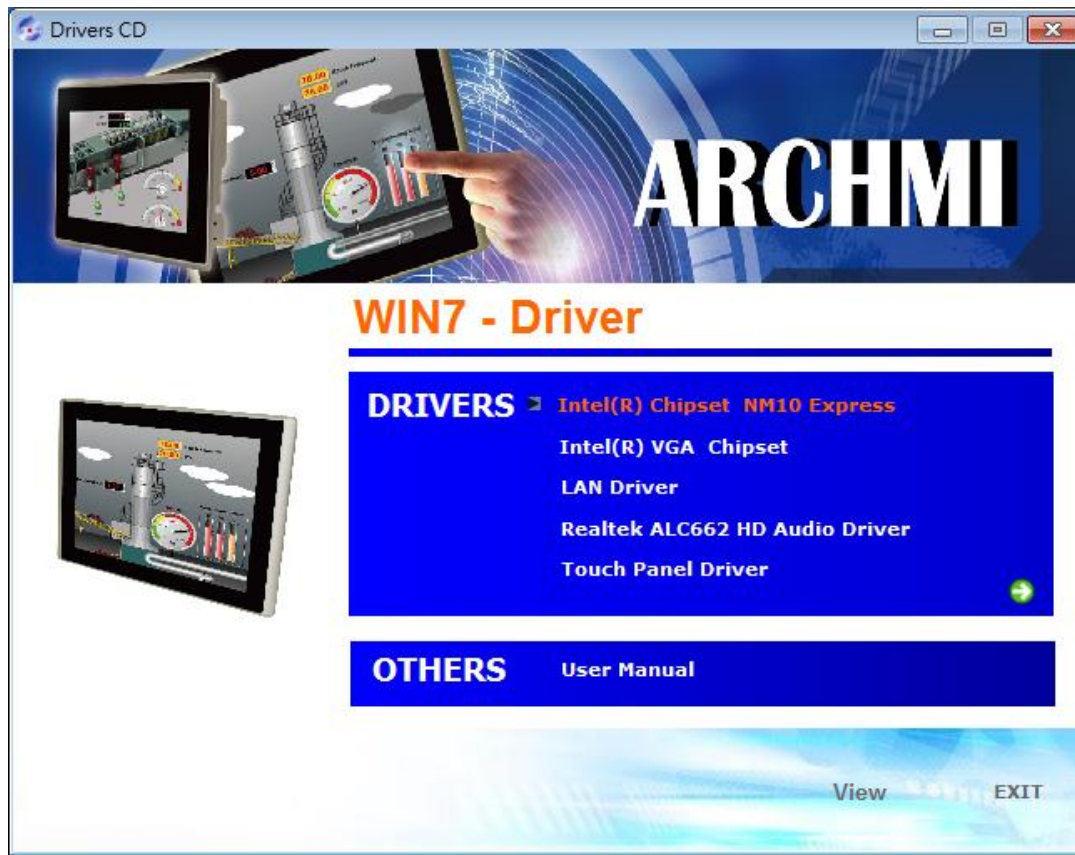 Drivers CD
ARCHMI
WIN7 - Driver
DRIVERS
Intel(R) Chipset  NM10 Express
Intel(R) VGA  Chipset
LAN Driver
Realtek ALC662 HD Audio Driver
Touch Panel Driver
OTHERS
User Manual
View
EXIT